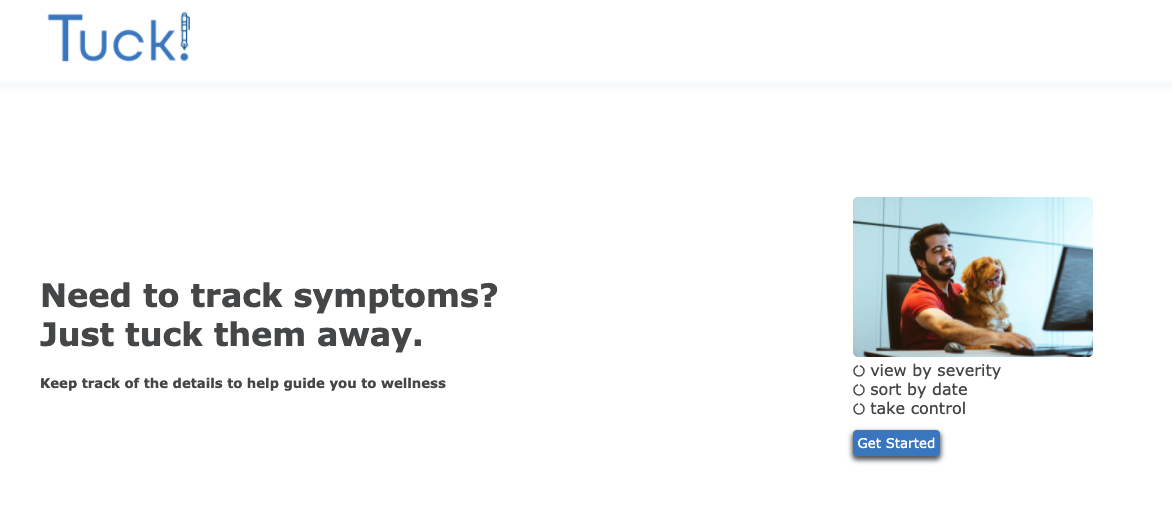 Tuck!
Need to track symptoms?
Just tuck them away.
Keep track of the details to help guide you to wellness
view by severity
sort by date
take control
Get Started